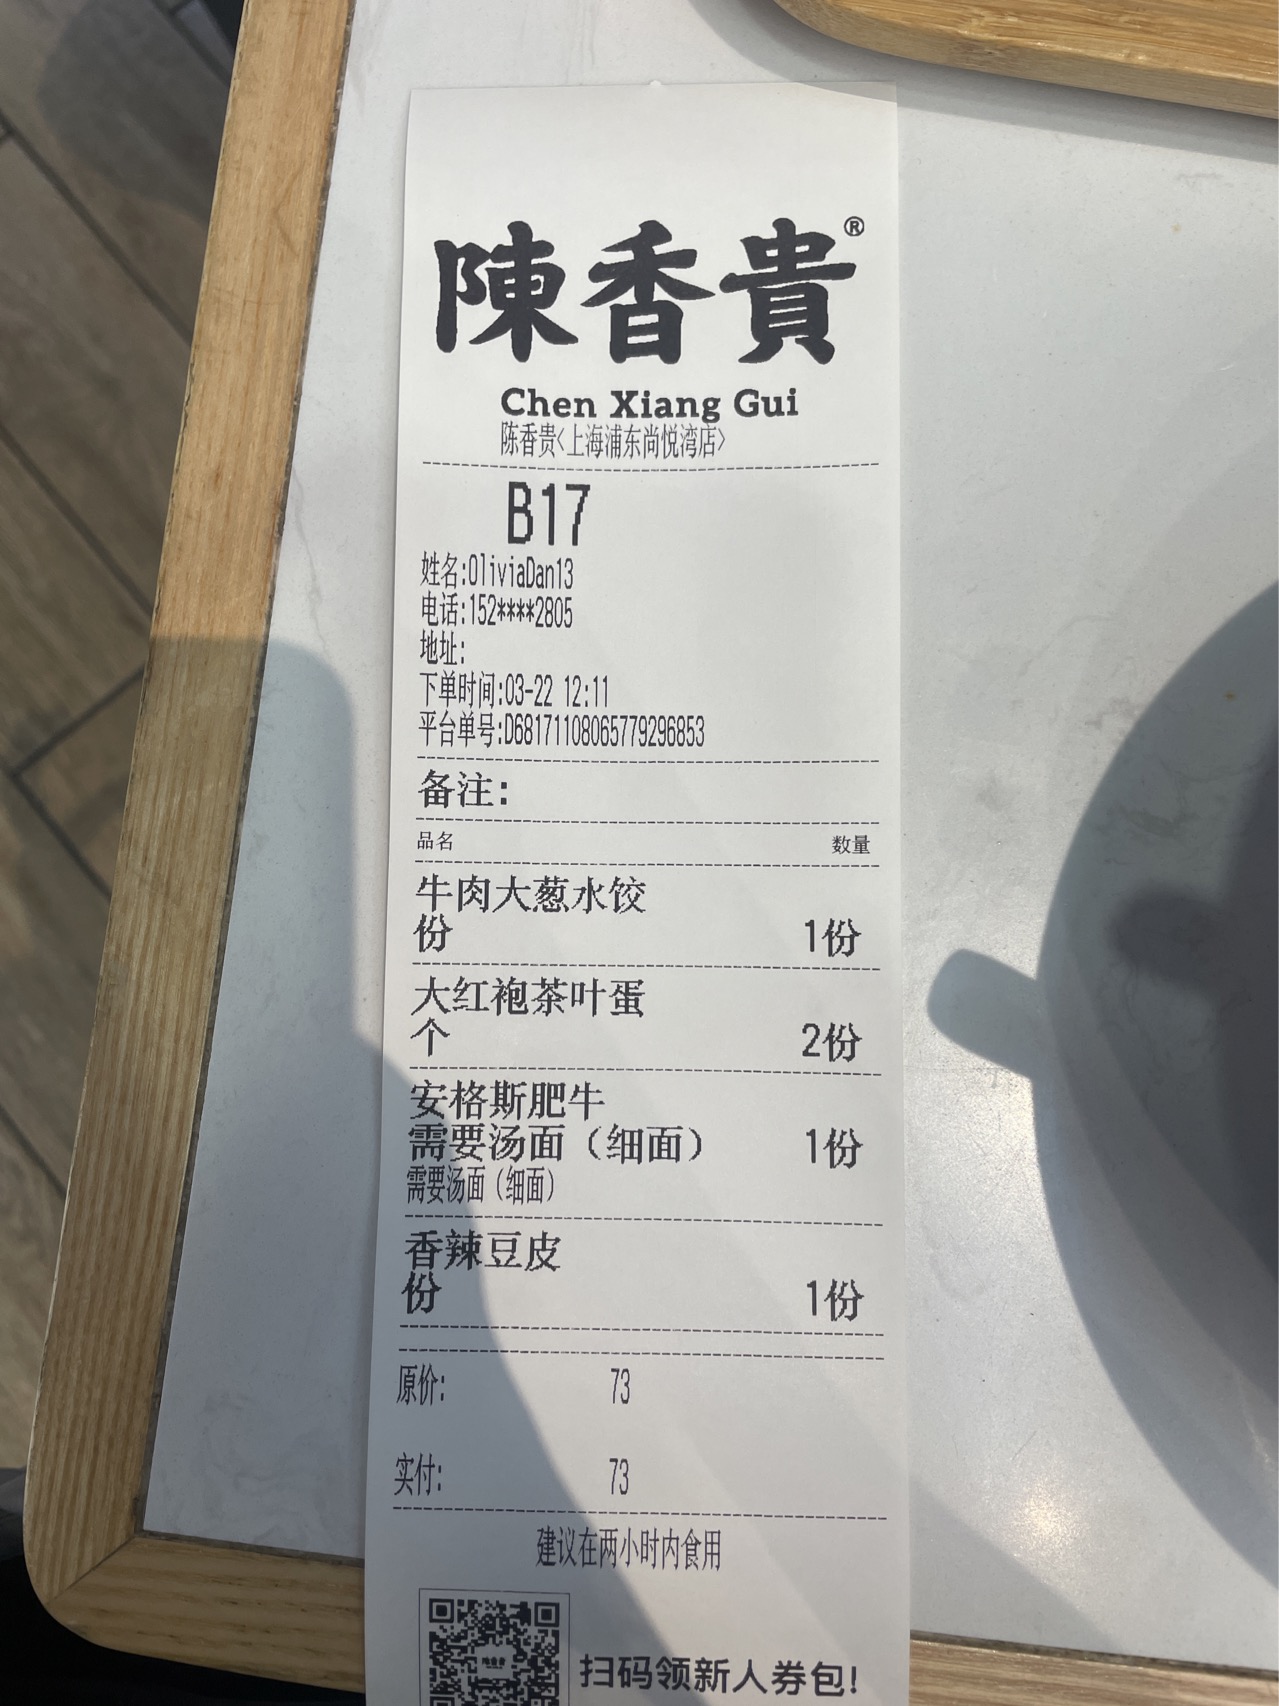 陳香貴®
Chen Xiang Gui
陈香贵<上海浦东尚悦湾店>
B17
姓名:OliviaDan13
电话:152****2805
地址:
下单时间:03-22 12:11
平台单号:D681711080657792968​53
备注:
品名 数量
牛肉大葱水饺
份 1份
大红袍茶叶蛋
个 2份
安格斯肥牛
需要汤面（细面） 1份
需要汤面（细面）
香辣豆皮
份 1份
原价: 73
实付: 73
建议在两小时内食用
扫码领新人券包!